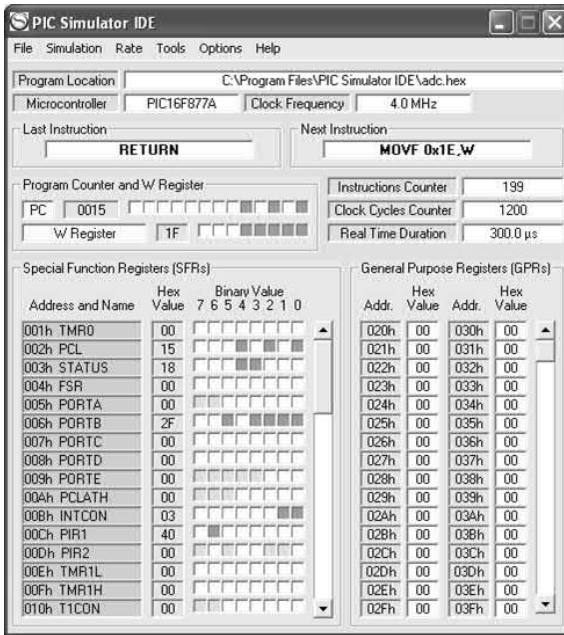 PIC Simulator IDE
File Simulation Rate Tools Options Help
Program Location C:\Program Files\PIC Simulator IDE\adc.hex
Microcontroller PIC16F877A Clock Frequency 4.0 MHz
Last Instruction Next Instruction
RETURN MOVF 0x1E,W
Program Counter and W Register Instructions Counter 199
PC 0015 Clock Cycles Counter 1200
W Register 1F Real Time Duration 300.0 µs
Special Function Registers (SFRs) General Purpose Registers (GPRs)
Hex Binary Value Hex Hex
Address and Name Value 7 6 5 4 3 2 1 0 Addr. Value Addr. Value
001h TMR0 00 020h 00 030h 00
002h PCL 15 021h 00 031h 00
003h STATUS 18 022h 00 032h 00
004h FSR 00 023h 00 033h 00
005h PORTA 00 024h 00 034h 00
006h PORTB 2F 025h 00 035h 00
007h PORTC 00 026h 00 036h 00
008h PORTD 00 027h 00 037h 00
009h PORTE 00 028h 00 038h 00
00Ah PCLATH 00 029h 00 039h 00
00Bh INTCON 03 02Ah 00 03Ah 00
00Ch PIR1 40 02Bh 00 03Bh 00
00Dh PIR2 00 02Ch 00 03Ch 00
00Eh TMR1L 00 02Dh 00 03Dh 00
00Fh TMR1H 00 02Eh 00 03Eh 00
010h T1CON 00 02Fh 00 03Fh 00